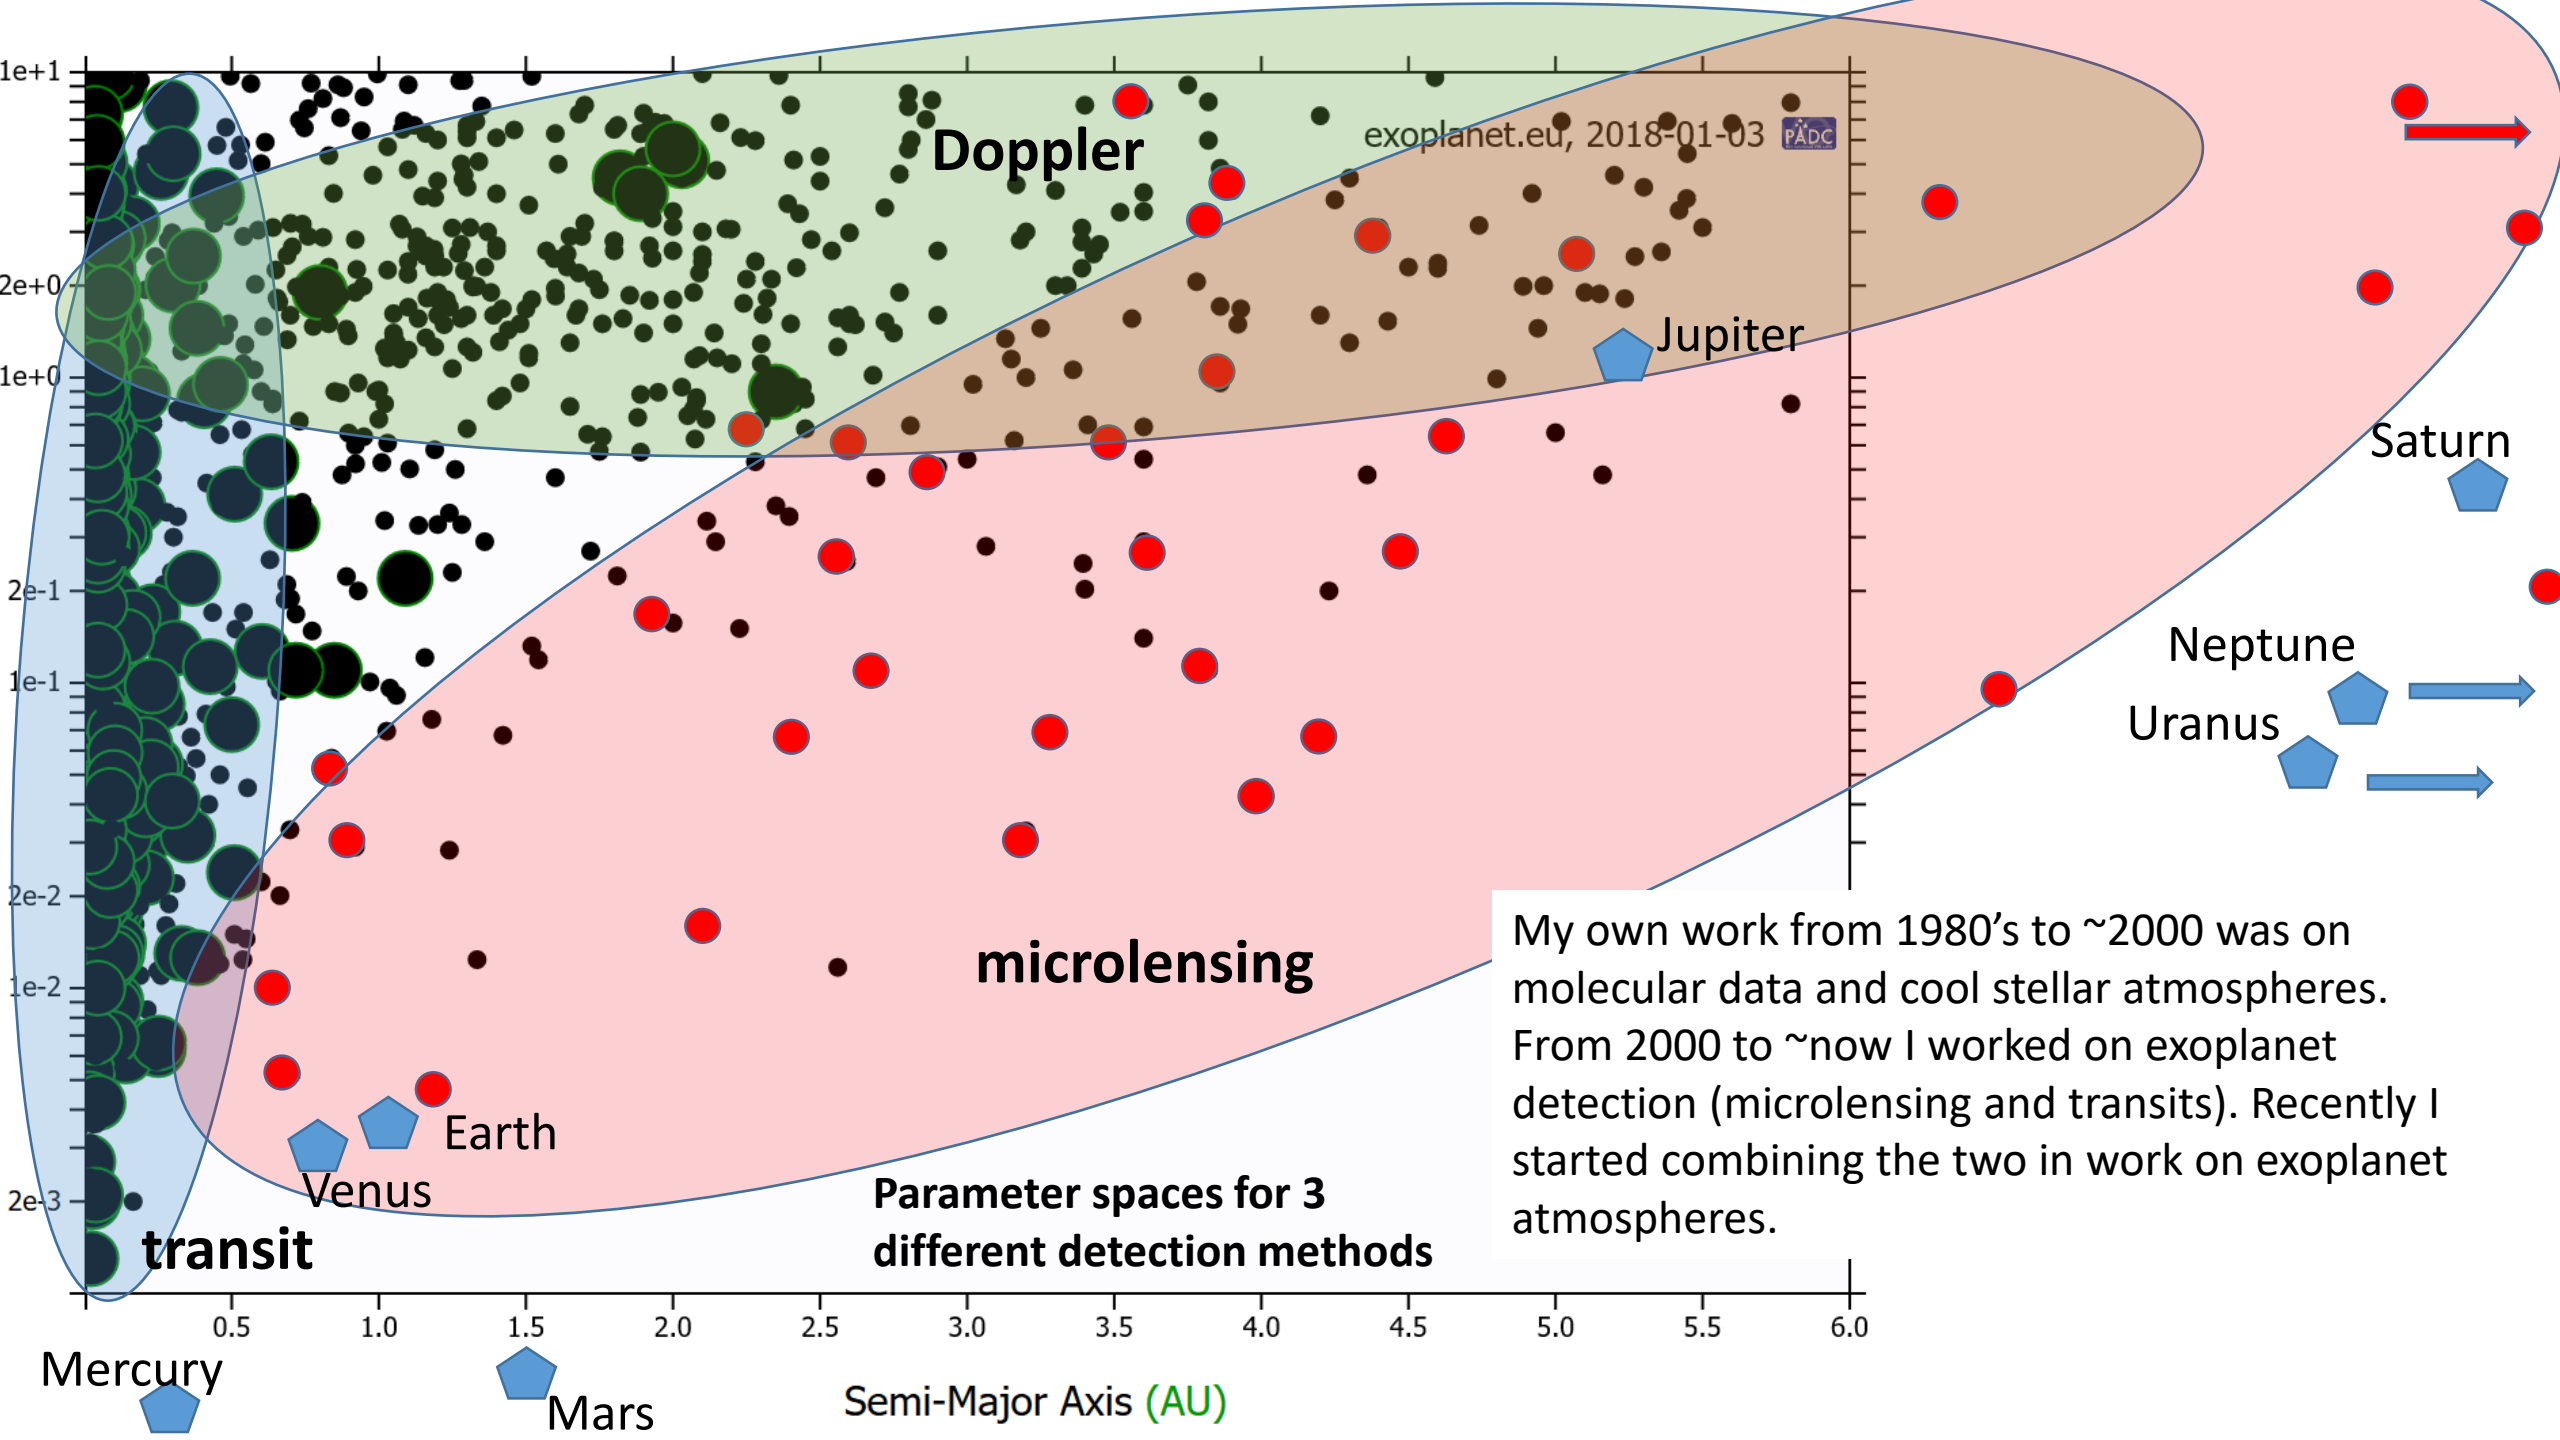 1e+1
Doppler
exoplanet.eu, 2018-01-03
PADC
2e+0
Jupiter
1e+0
Saturn
2e-1
Neptune
1e-1
Uranus
2e-2
My own work from 1980’s to ~2000 was on
molecular data and cool stellar atmospheres.
From 2000 to ~now I worked on exoplanet
detection (microlensing and transits). Recently I
started combining the two in work on exoplanet
atmospheres.
microlensing
1e-2
Earth
Venus
2e-3
Parameter spaces for 3
different detection methods
transit
0.5 1.0 1.5 2.0 2.5 3.0 3.5 4.0 4.5 5.0 5.5 6.0
Mercury
Mars
Semi-Major Axis (AU)